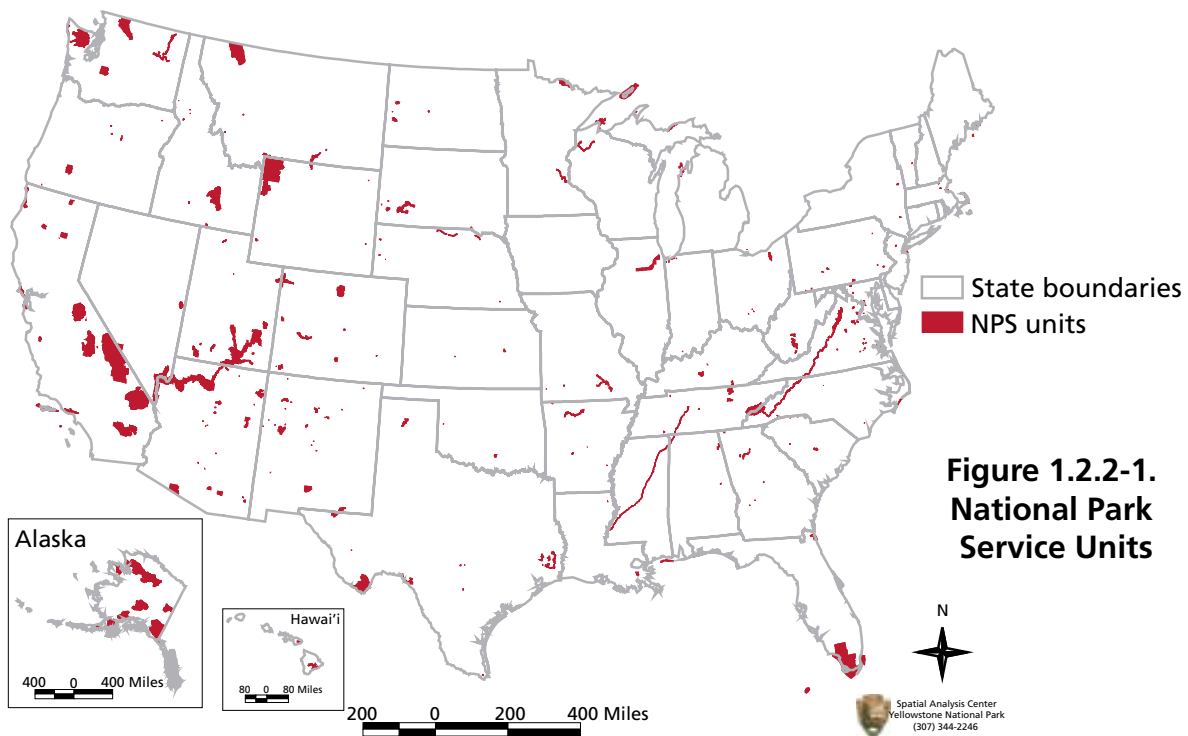 State boundaries
NPS units
Figure 1.2.2-1.
National Park
Service Units
Alaska
400 0 400 Miles
Hawai'i
80 0 80 Miles
200 0 200 400 Miles
N
Spatial Analysis Center
Yellowstone National Park
(307) 344-2246